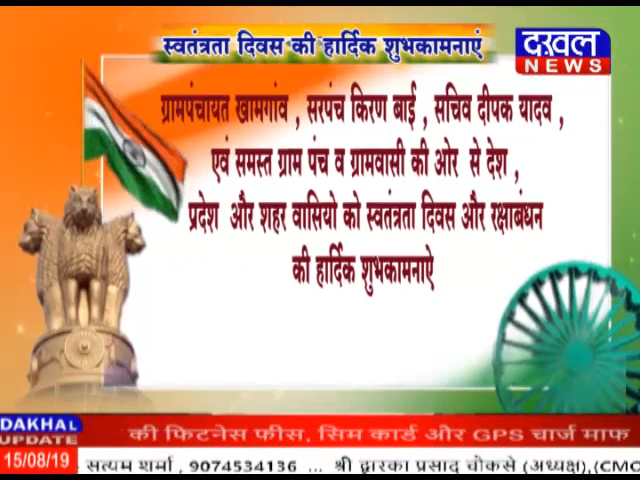 स्वतंत्रता दिवस की हार्दिक शुभकामनाएं
दख़ल
NEWS
ग्रामपंचायत खामगांव , सरपंच किरण बाई , सचिव दीपक यादव ,
एवं समस्त ग्राम पंच व ग्रामवासी की ओर से देश ,
प्रदेश और शहर वासियो को स्वतंत्रता दिवस और रक्षाबंधन
की हार्दिक शुभकामनाऐ
DAKHAL
UPDATE
की फिटनेस फीस, सिम कार्ड और GPS चार्ज माफ
15/08/19
सत्यम शर्मा , 9074534136 ... श्री द्वारका प्रसाद चौकसे (अध्यक्ष),(CMO